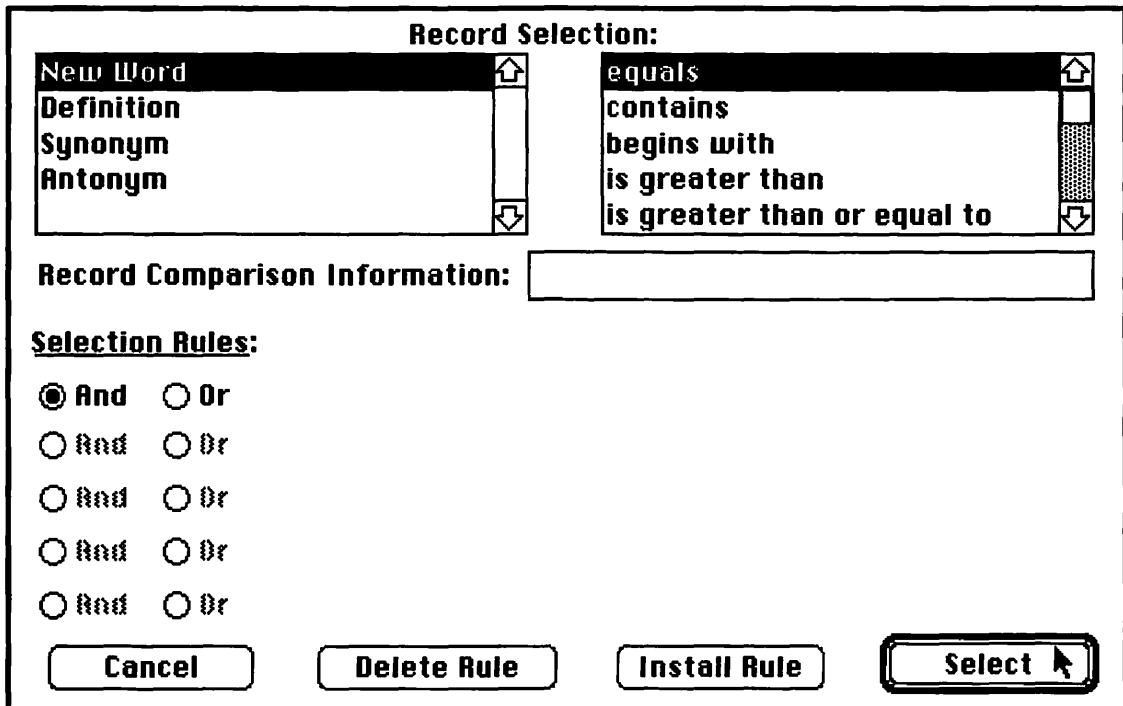 Record Selection:
New Word
Definition
Synonym
Antonym
equals
contains
begins with
is greater than
is greater than or equal to
Record Comparison Information:
Selection Rules:
And Or
And Or
And Or
And Or
And Or
Cancel Delete Rule Install Rule Select